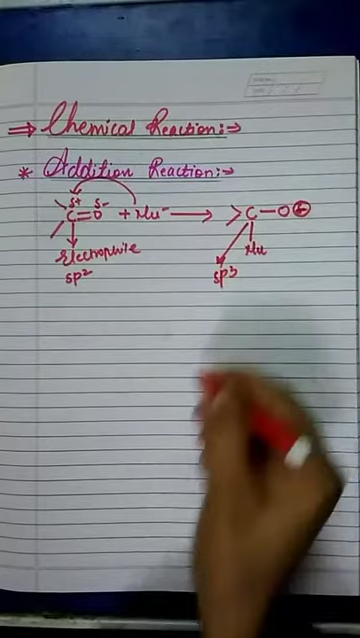 ⇒ Chemical Reaction:⇒
* Addition Reaction:⇒
δ+ δ-
>C=O + Nu⁻ ⟶ >C—O⊖
Electrophile Nu
sp² sp³